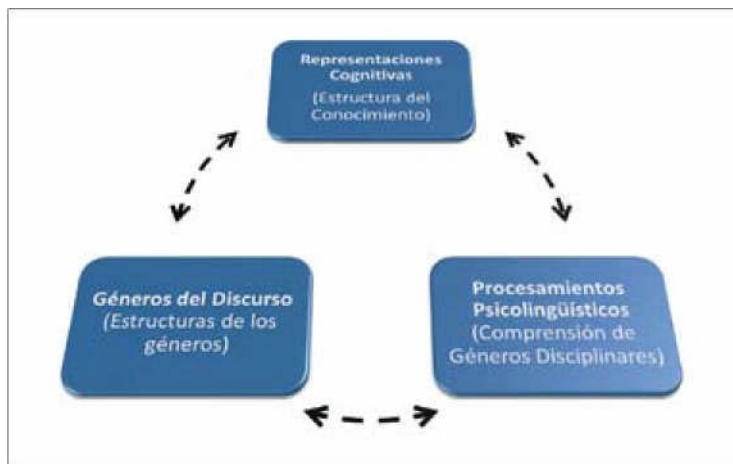 Representaciones
Cognitivas
(Estructura del
Conocimiento)
Géneros del Discurso
(Estructuras de los
géneros)
Procesamientos
Psicolingüísticos
(Comprensión de
Géneros Disciplinares)